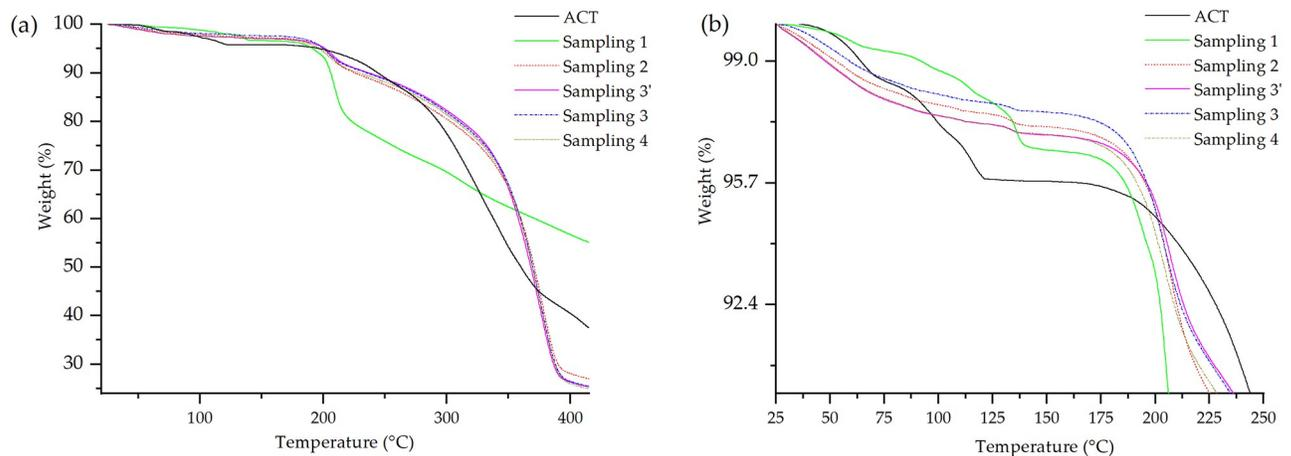 (a)
100
90
80
70
60
50
40
30
Weight (%)
100
200
300
400
Temperature (°C)
ACT
Sampling 1
Sampling 2
Sampling 3'
Sampling 3
Sampling 4
(b)
99.0
95.7
92.4
Weight (%)
25
50
75
100
125
150
175
200
225
250
Temperature (°C)
ACT
Sampling 1
Sampling 2
Sampling 3'
Sampling 3
Sampling 4